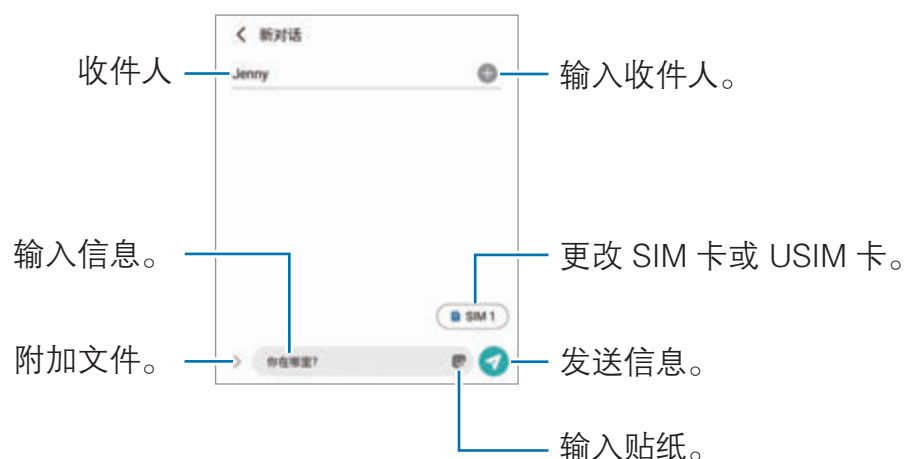 新对话
收件人
Jenny
输入收件人。
输入信息。
更改 SIM 卡或 USIM 卡。
SIM 1
附加文件。
你在哪里?
发送信息。
输入贴纸。